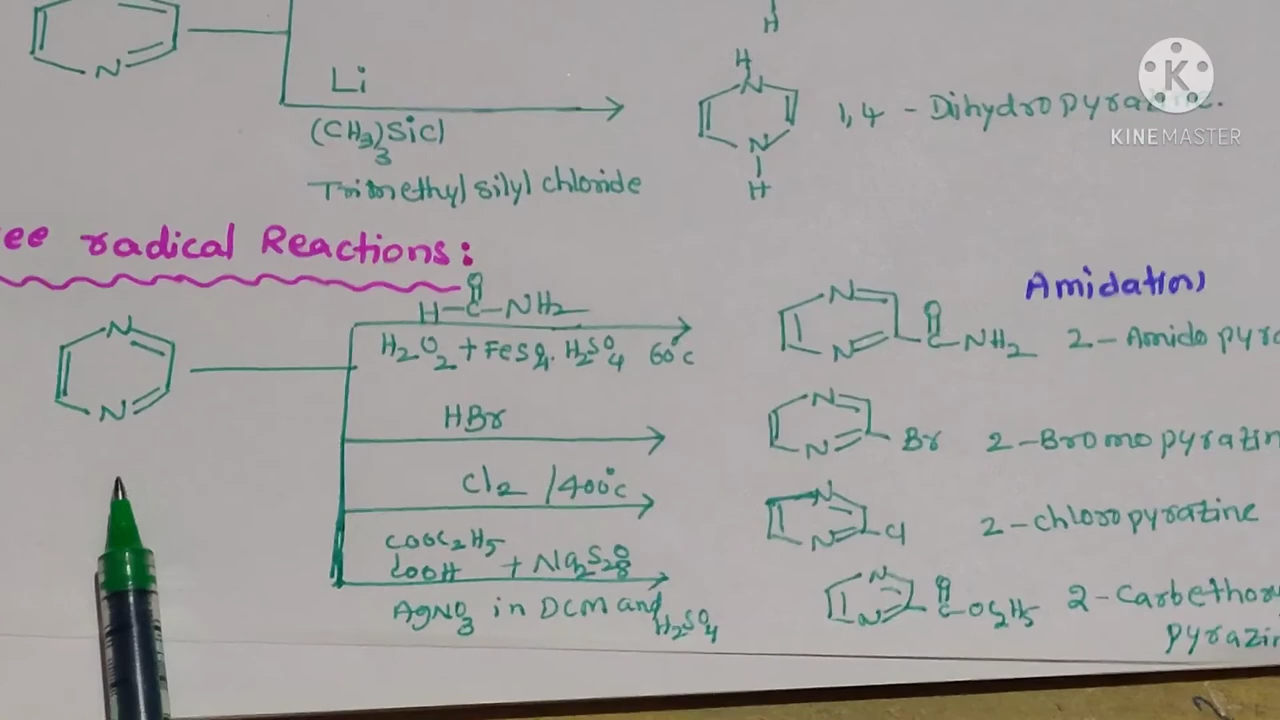 H
N
Li
(CH3)3SiCl
Trimethyl silyl chloride
H
N
N
H
1,4 - Dihydropyrazine.
KINEMASTER
ee radical Reactions:
N
N
H-C-NH2
O
H2O2 + FeSO4. H2SO4 60°C
N
N
O
C-NH2
Amidation
2-Amido pyra
HBr
N
N
Br
2-Bromopyrazin
Cl2 /400°C
N
N
Cl
2-chloropyrazine
COOC2H5
COOH + Na2S2O8
AgNO3 in DCM and H2SO4
N
N
O
C-OC2H5
2-Carbethox
pyrazin